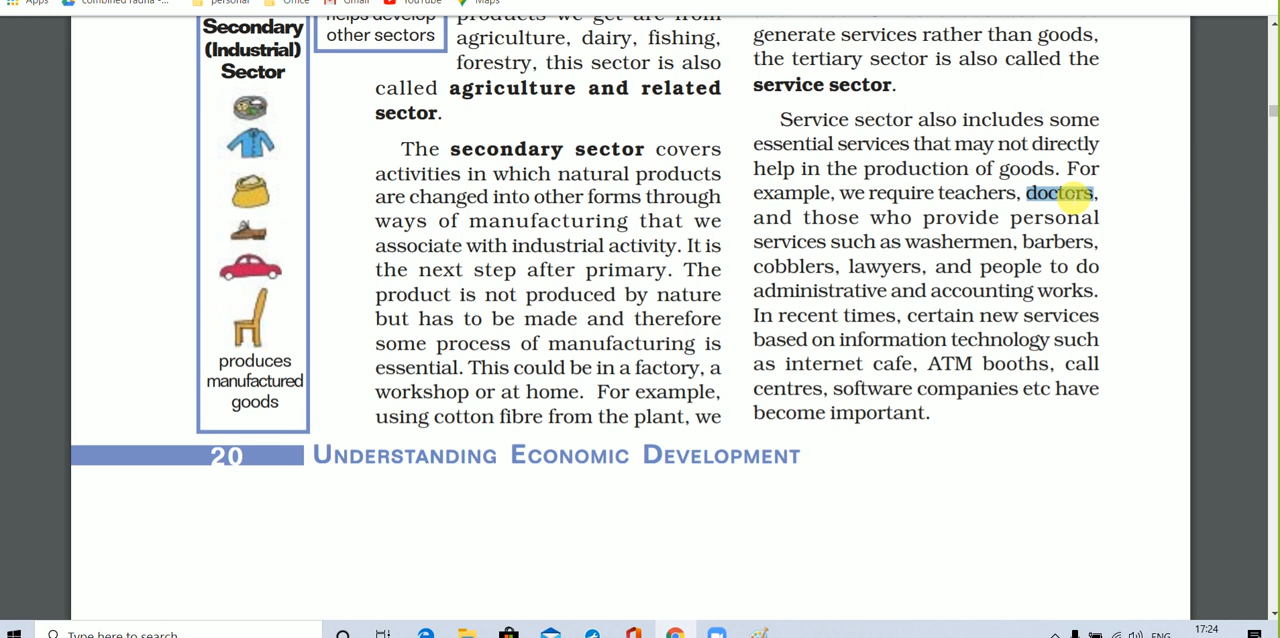 Apps
combined radha -...
personal
Office
Gmail
YouTube
Maps
Secondary
(Industrial)
Sector
produces
manufactured
goods
helps develop
other sectors
products we get are from
agriculture, dairy, fishing,
forestry, this sector is also
called agriculture and related
sector.
The secondary sector covers
activities in which natural products
are changed into other forms through
ways of manufacturing that we
associate with industrial activity. It is
the next step after primary. The
product is not produced by nature
but has to be made and therefore
some process of manufacturing is
essential. This could be in a factory, a
workshop or at home. For example,
using cotton fibre from the plant, we
generate services rather than goods,
the tertiary sector is also called the
service sector.
Service sector also includes some
essential services that may not directly
help in the production of goods. For
example, we require teachers, doctors,
and those who provide personal
services such as washermen, barbers,
cobblers, lawyers, and people to do
administrative and accounting works.
In recent times, certain new services
based on information technology such
as internet cafe, ATM booths, call
centres, software companies etc have
become important.
20 UNDERSTANDING ECONOMIC DEVELOPMENT
Type here to search
ENG
17:24